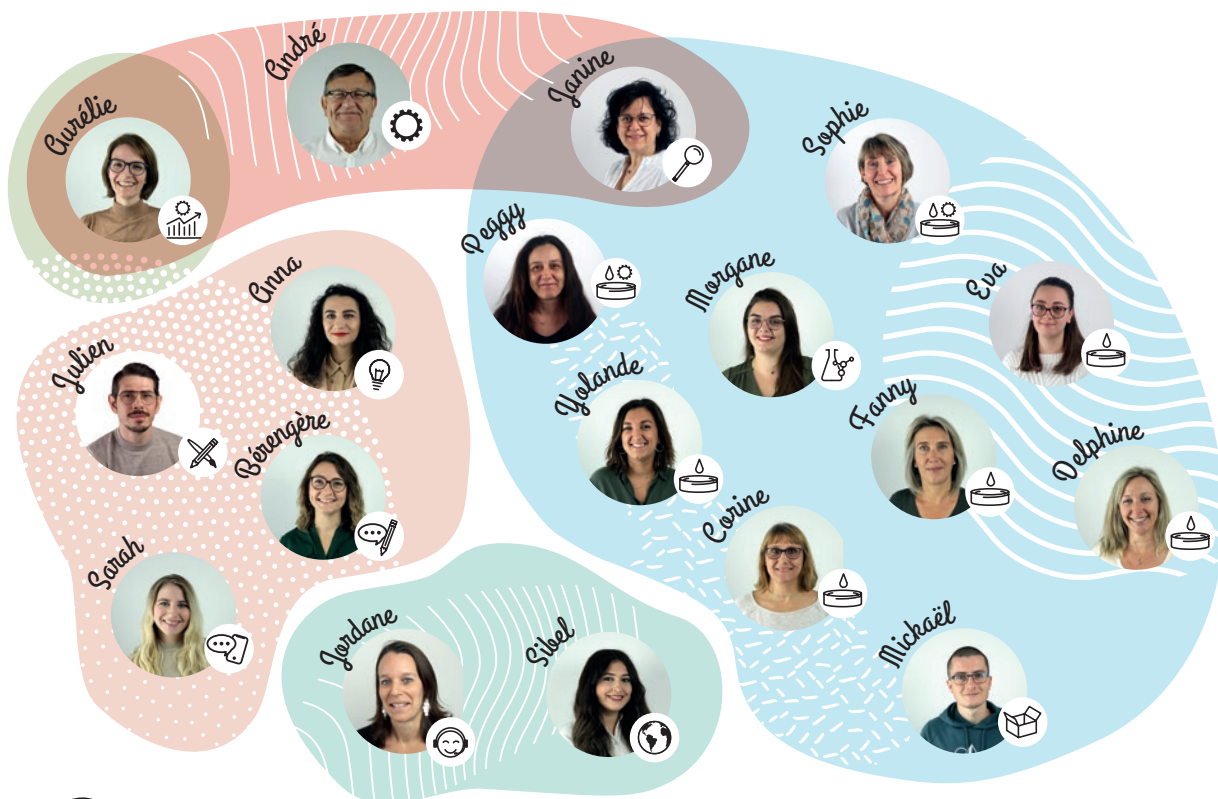 Aurélie
André
Janine
Sophie
Peggy
Morgane
Eva
Anna
Julien
Yolande
Fanny
Bérengère
Delphine
Corine
Sarah
Jordane
Sibel
Mickaël